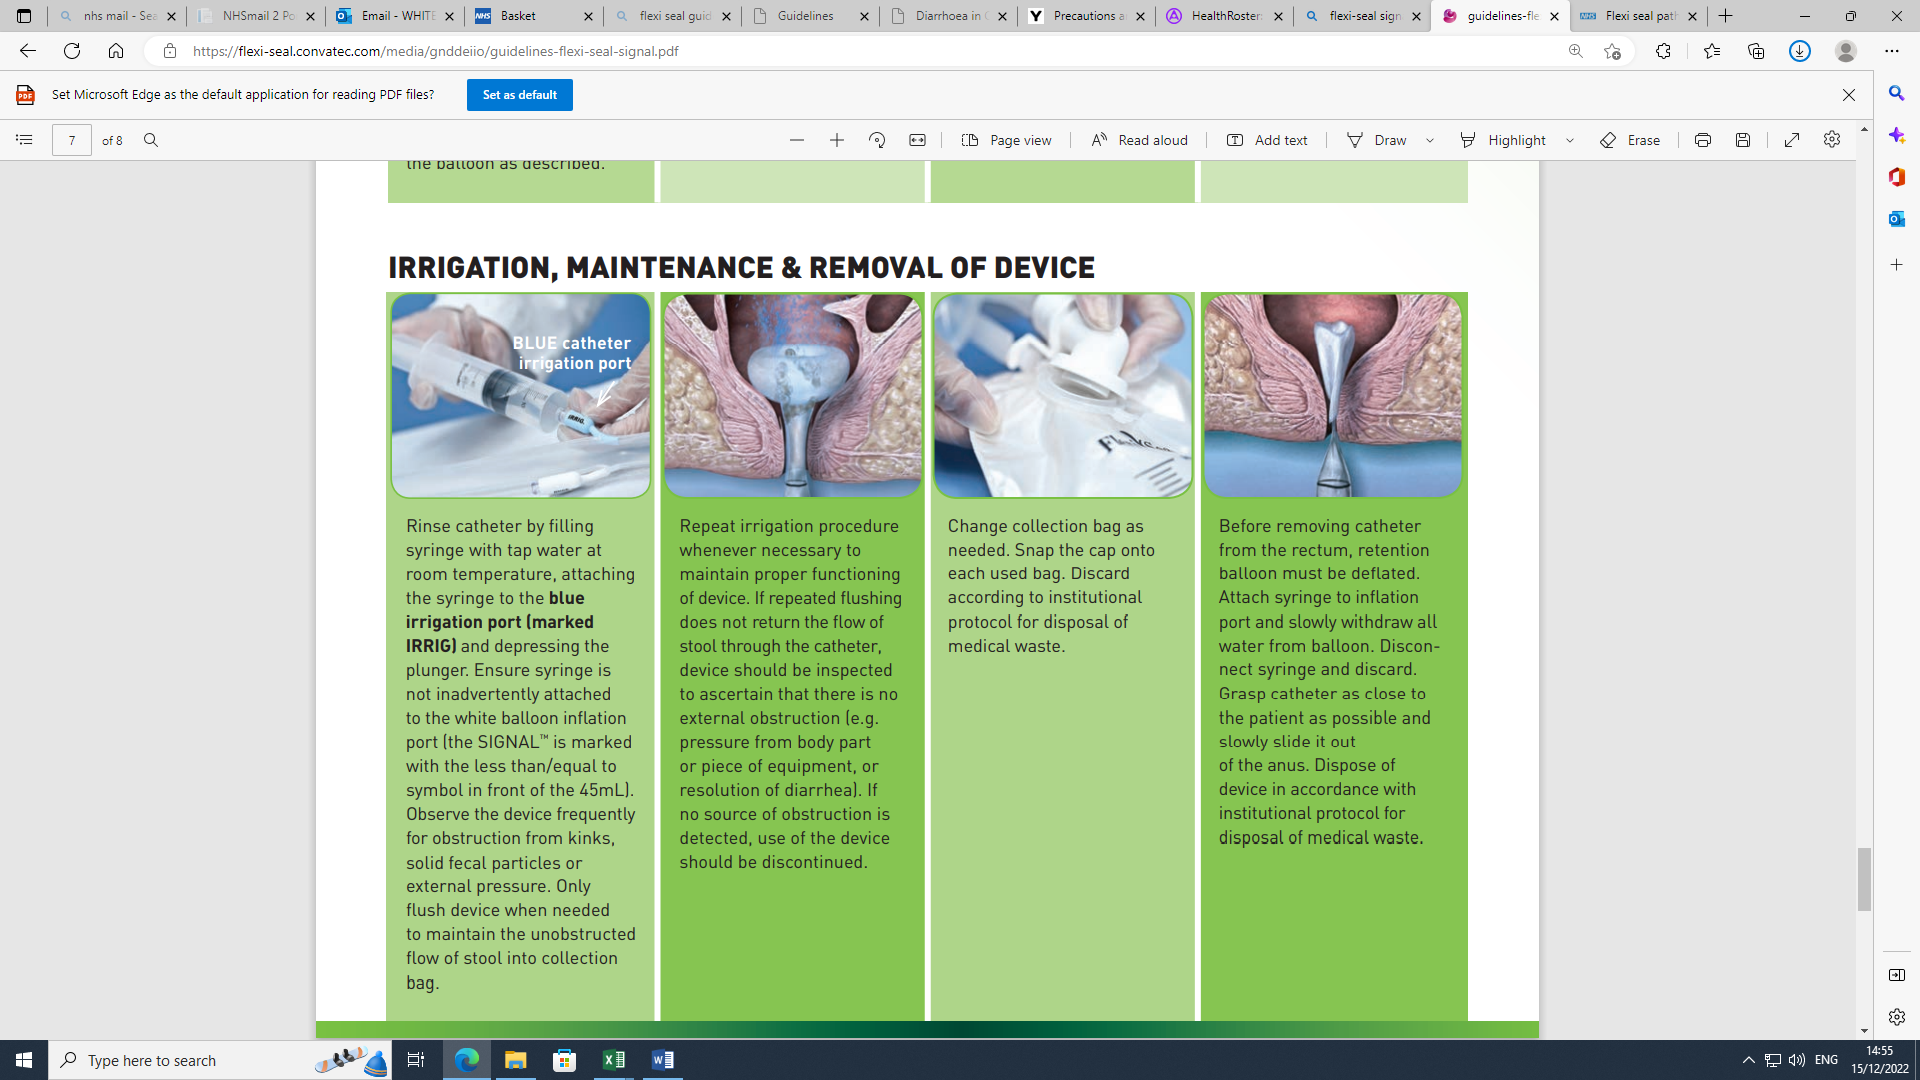 nhs mail - Sea
NHSmail 2 Po
Email - WHITE
Basket
flexi seal guid
Guidelines
Diarrhoea in C
Precautions a
HealthRoster
flexi-seal sign
guidelines-fle
Flexi seal path
https://flexi-seal.convatec.com/media/gnddeiio/guidelines-flexi-seal-signal.pdf
Set Microsoft Edge as the default application for reading PDF files?
Set as default
7 of 8
Page view
Read aloud
Add text
Draw
Highlight
Erase
the balloon as described.
IRRIGATION, MAINTENANCE & REMOVAL OF DEVICE
BLUE catheter
irrigation port
IRRIG.
Rinse catheter by filling
syringe with tap water at
room temperature, attaching
the syringe to the blue
irrigation port (marked
IRRIG) and depressing the
plunger. Ensure syringe is
not inadvertently attached
to the white balloon inflation
port (the SIGNAL™ is marked
with the less than/equal to
symbol in front of the 45mL).
Observe the device frequently
for obstruction from kinks,
solid fecal particles or
external pressure. Only
flush device when needed
to maintain the unobstructed
flow of stool into collection
bag.
Repeat irrigation procedure
whenever necessary to
maintain proper functioning
of device. If repeated flushing
does not return the flow of
stool through the catheter,
device should be inspected
to ascertain that there is no
external obstruction (e.g.
pressure from body part
or piece of equipment, or
resolution of diarrhea). If
no source of obstruction is
detected, use of the device
should be discontinued.
Change collection bag as
needed. Snap the cap onto
each used bag. Discard
according to institutional
protocol for disposal of
medical waste.
Before removing catheter
from the rectum, retention
balloon must be deflated.
Attach syringe to inflation
port and slowly withdraw all
water from balloon. Discon-
nect syringe and discard.
Grasp catheter as close to
the patient as possible and
slowly slide it out
of the anus. Dispose of
device in accordance with
institutional protocol for
disposal of medical waste.
Type here to search
ENG
14:55
15/12/2022